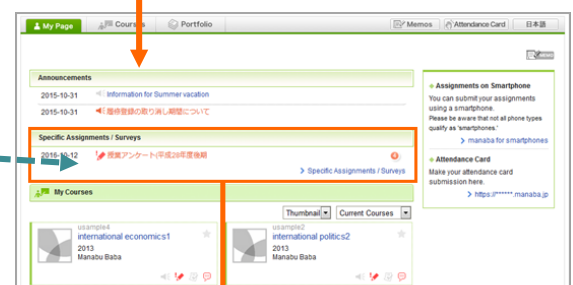 My Page
Courses
Portfolio
Memos
Attendance Card
日本語
Announcements
2015-10-31 Information for Summer vacation
2015-10-31 履修登録の取り消し期間について
Specific Assignments / Surveys
2015-10-12 授業アンケート(平成28年度後期
Specific Assignments / Surveys
My Courses
Thumbnail
Current Courses
usample4
international economics1
2013
Manabu Baba
usample2
international politics2
2013
Manabu Baba
Assignments on Smartphone
You can submit your assignments
using a smartphone.
Please be aware that not all phone types
qualify as 'smartphones.'
manaba for smartphones
Attendance Card
Make your attendance card
submission here.
https://******.manaba.jp